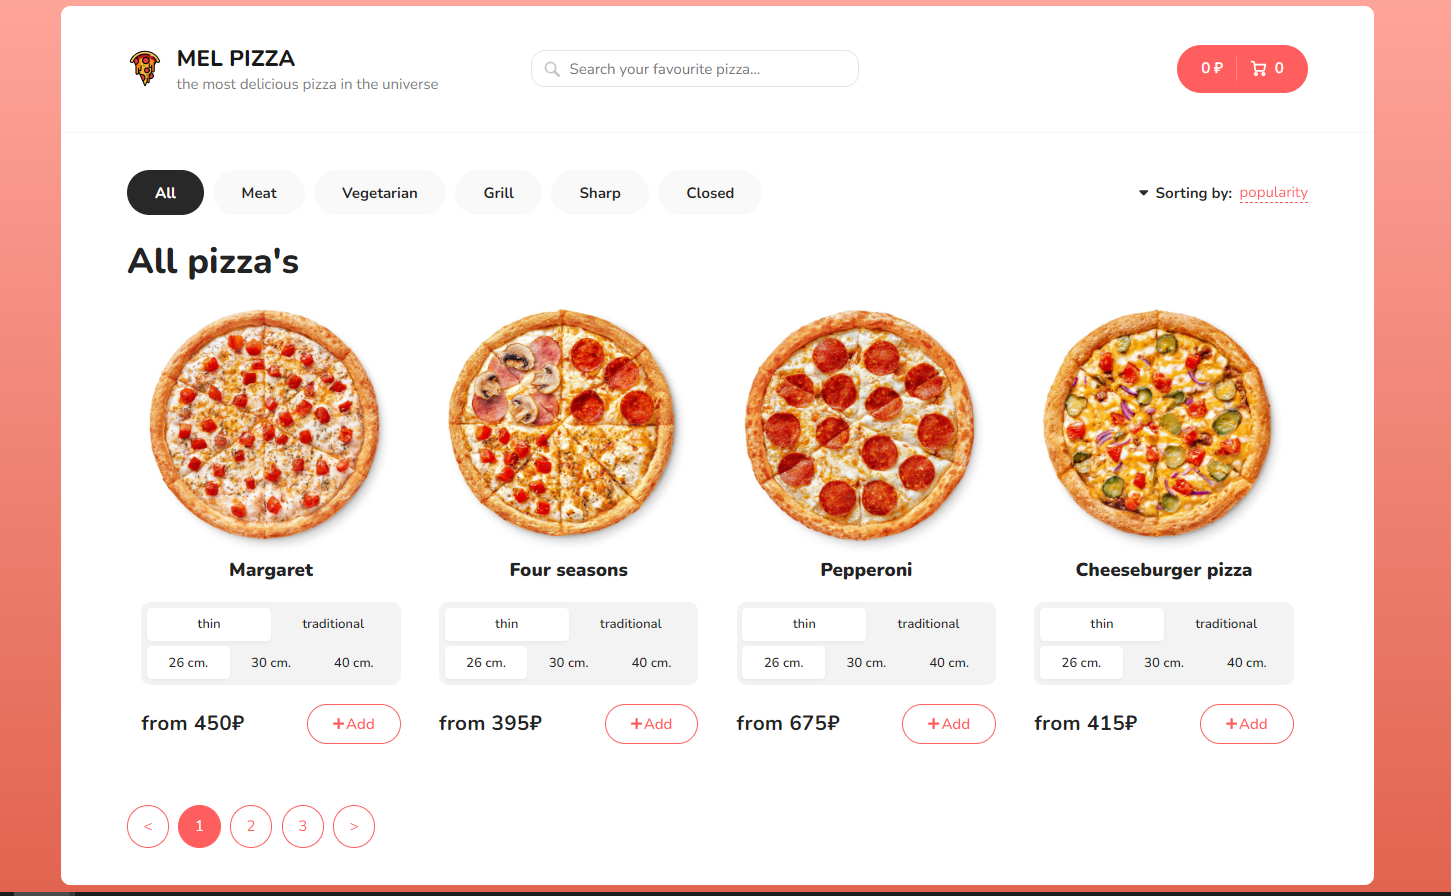 MEL PIZZA
the most delicious pizza in the universe
Search your favourite pizza...
0 ₽ 0
All Meat Vegetarian Grill Sharp Closed
Sorting by: popularity
All pizza's
Margaret Four seasons Pepperoni Cheeseburger pizza
thin traditional thin traditional thin traditional thin traditional
26 cm. 30 cm. 40 cm. 26 cm. 30 cm. 40 cm. 26 cm. 30 cm. 40 cm. 26 cm. 30 cm. 40 cm.
from 450₽ +Add from 395₽ +Add from 675₽ +Add from 415₽ +Add
< 1 2 3 >